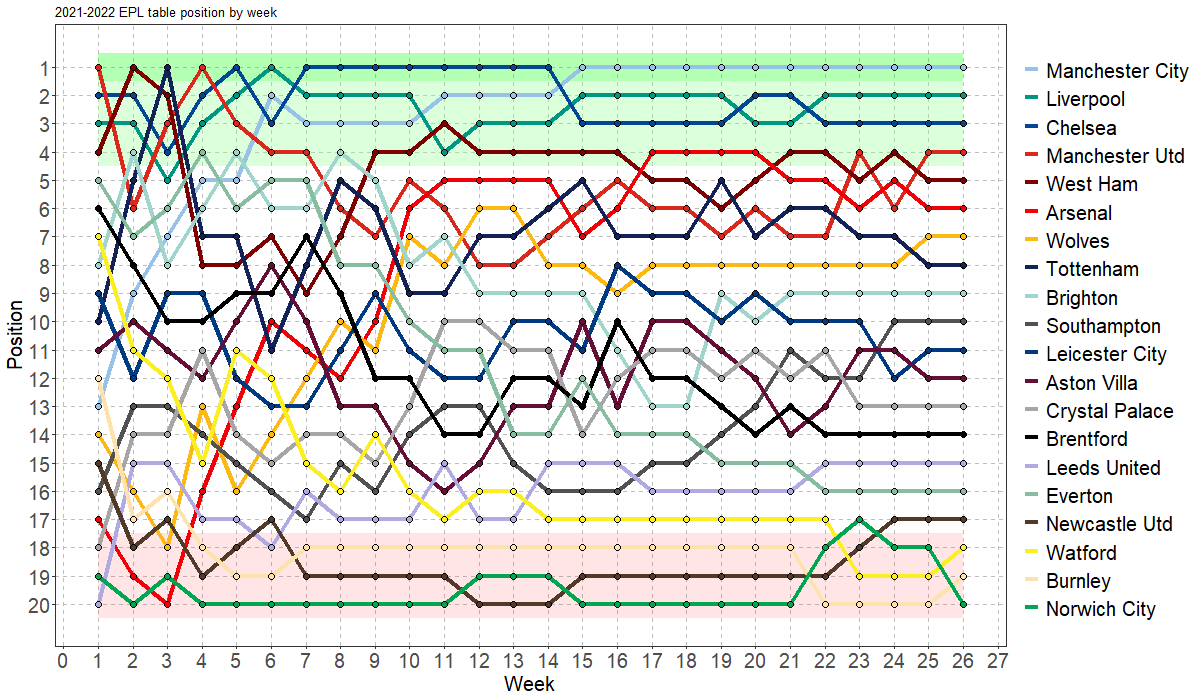 2021-2022 EPL table position by week
Position
1
2
3
4
5
6
7
8
9
10
11
12
13
14
15
16
17
18
19
20
0 1 2 3 4 5 6 7 8 9 10 11 12 13 14 15 16 17 18 19 20 21 22 23 24 25 26 27
Week
Manchester City
Liverpool
Chelsea
Manchester Utd
West Ham
Arsenal
Wolves
Tottenham
Brighton
Southampton
Leicester City
Aston Villa
Crystal Palace
Brentford
Leeds United
Everton
Newcastle Utd
Watford
Burnley
Norwich City